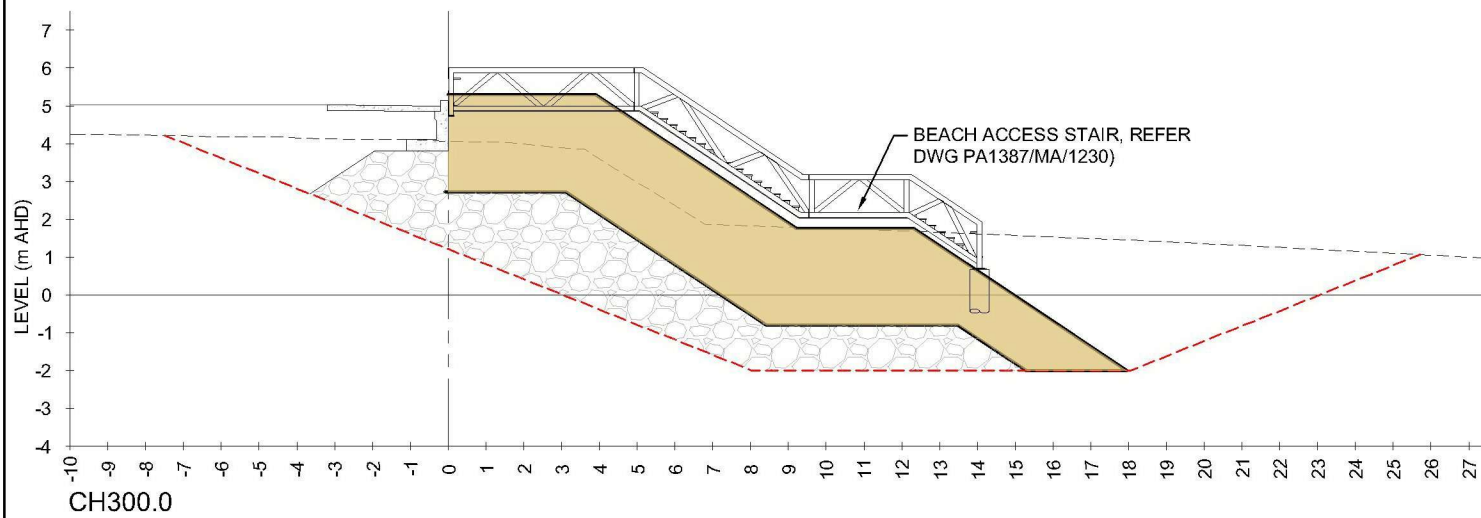 7
6
5
4
3
2
1
0
-1
-2
-3
-4
LEVEL (m AHD)
BEACH ACCESS STAIR, REFER
DWG PA1387/MA/1230)
-10 -9 -8 -7 -6 -5 -4 -3 -2 -1 0 1 2 3 4 5 6 7 8 9 10 11 12 13 14 15 16 17 18 19 20 21 22 23 24 25 26 27
CH300.0